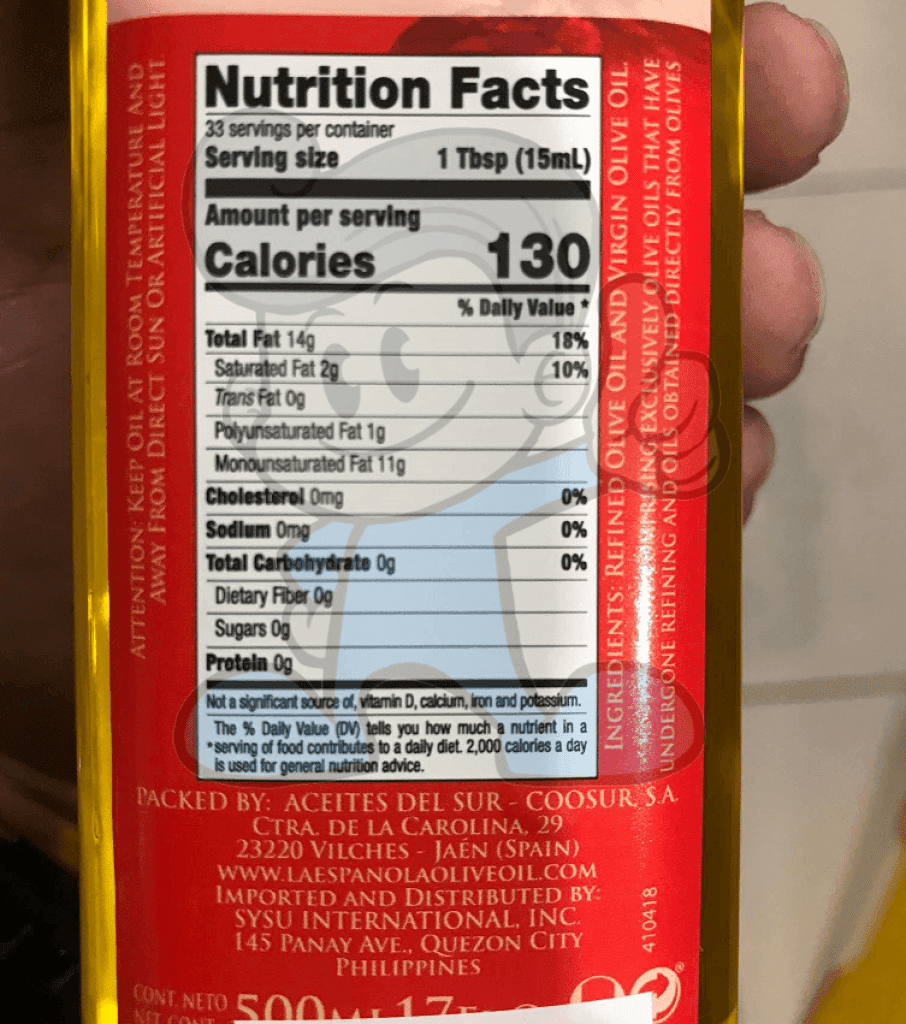 ATTENTION: KEEP OIL AT ROOM TEMPERATURE AND
AWAY FROM DIRECT SUN OR ARTIFICIAL LIGHT
Nutrition Facts
33 servings per container
Serving size 1 Tbsp (15mL)
Amount per serving
Calories 130
% Daily Value *
Total Fat 14g 18%
Saturated Fat 2g 10%
Trans Fat 0g
Polyunsaturated Fat 1g
Monounsaturated Fat 11g
Cholesterol 0mg 0%
Sodium 0mg 0%
Total Carbohydrate 0g 0%
Dietary Fiber 0g
Sugars 0g
Protein 0g
Not a significant source of, vitamin D, calcium, iron and potassium.
The % Daily Value (DV) tells you how much a nutrient in a
*serving of food contributes to a daily diet. 2,000 calories a day
is used for general nutrition advice.
INGREDIENTS: REFINED OLIVE OIL AND VIRGIN OLIVE OIL.
COMPRISING EXCLUSIVELY OLIVE OILS THAT HAVE
UNDERGONE REFINING AND OILS OBTAINED DIRECTLY FROM OLIVES
PACKED BY: ACEITES DEL SUR - COOSUR, S.A.
CTRA. DE LA CAROLINA, 29
23220 VILCHES - JAÉN (SPAIN)
WWW.LAESPANOLAOLIVEOIL.COM
IMPORTED AND DISTRIBUTED BY:
SYSU INTERNATIONAL, INC.
145 PANAY AVE., QUEZON CITY
PHILIPPINES
410418
CONT. NETO
NET CONT
500ML 17